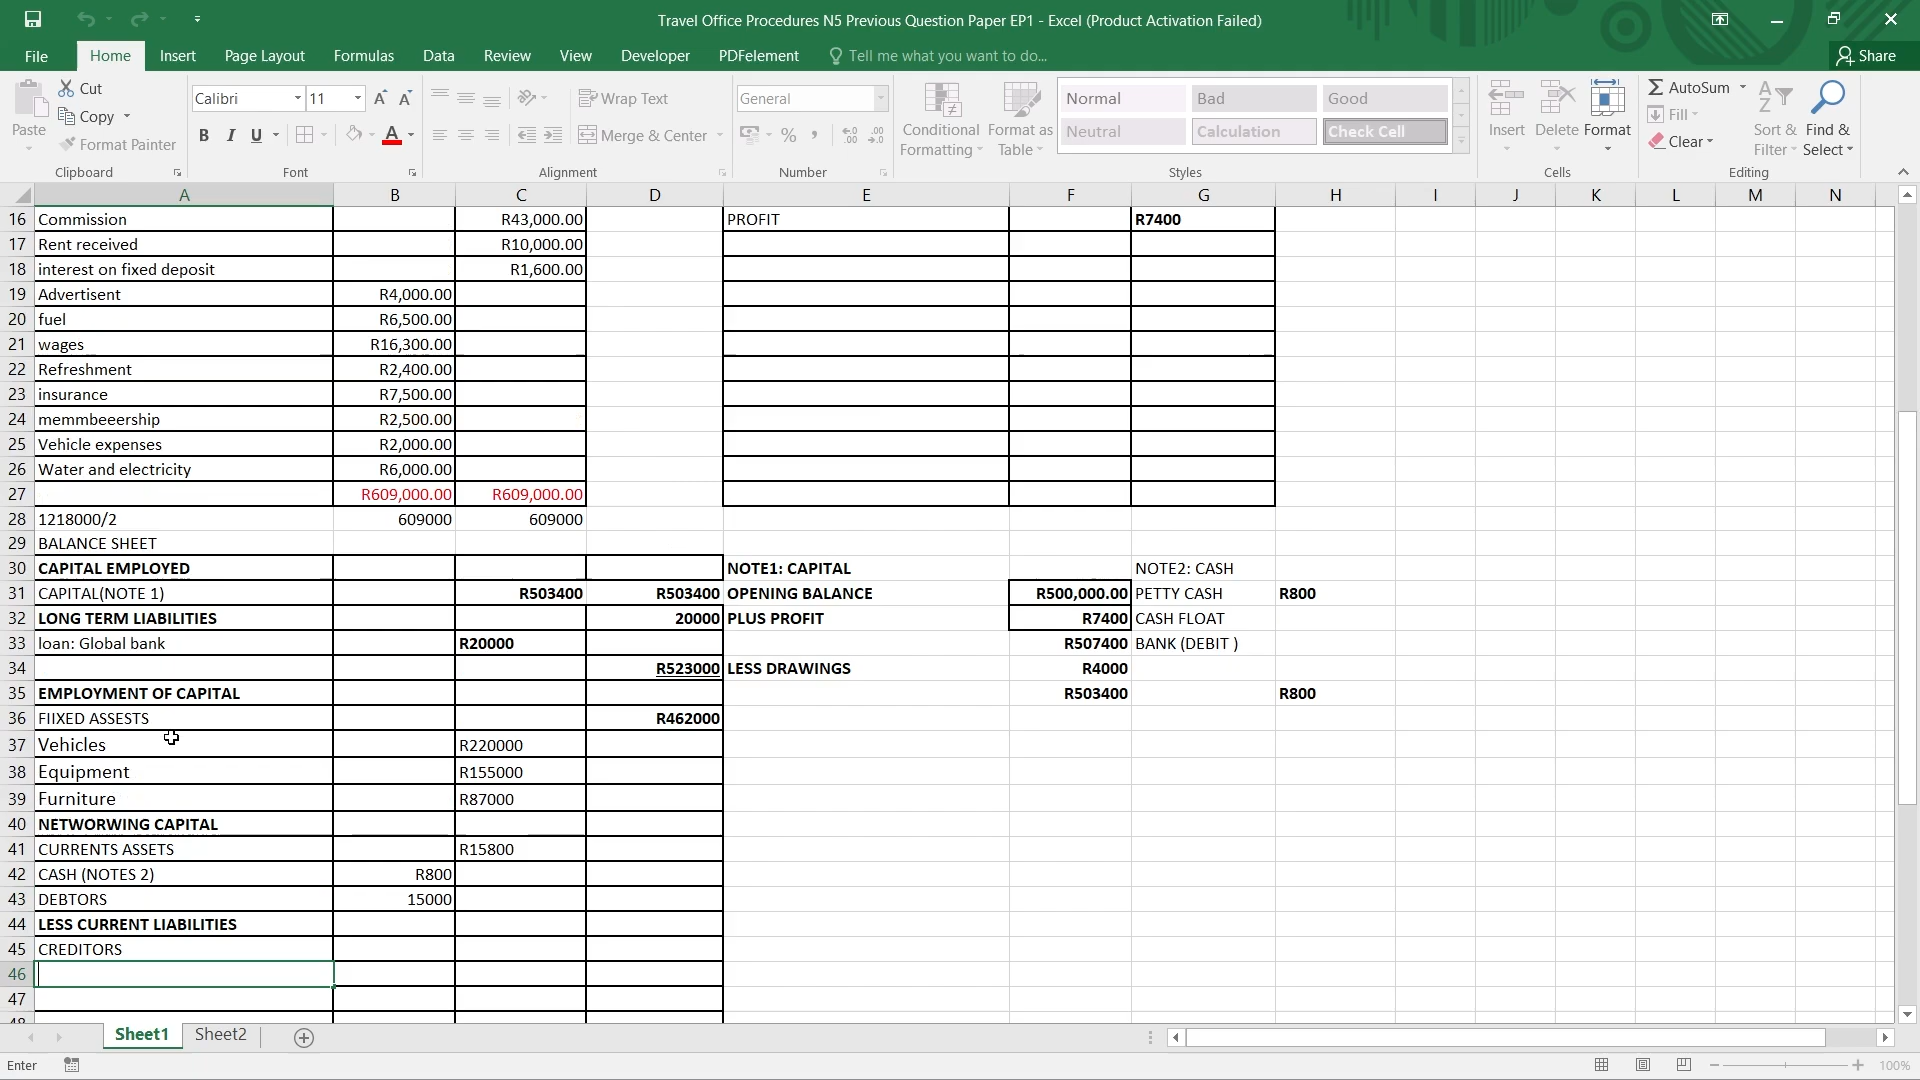 Travel Office Procedures N5 Previous Question Paper EP1 - Excel (Product Activation Failed)
File Home Insert Page Layout Formulas Data Review View Developer PDFelement Tell me what you want to do... Share
Paste Cut Copy Format Painter Clipboard
Calibri 11 B I U A Font
Wrap Text Merge & Center Alignment
General % , Number
Conditional Formatting Format as Table
Normal Bad Good
Neutral Calculation Check Cell
Styles
Insert Delete Format Cells
AutoSum Fill Clear Sort & Filter Find & Select Editing
A B C D E F G H I J K L M N
16 Commission R43,000.00 PROFIT R7400
17 Rent received R10,000.00
18 interest on fixed deposit R1,600.00
19 Advertisent R4,000.00
20 fuel R6,500.00
21 wages R16,300.00
22 Refreshment R2,400.00
23 insurance R7,500.00
24 memmbeeership R2,500.00
25 Vehicle expenses R2,000.00
26 Water and electricity R6,000.00
27 R609,000.00 R609,000.00
28 1218000/2 609000 609000
29 BALANCE SHEET
30 CAPITAL EMPLOYED NOTE1: CAPITAL NOTE2: CASH
31 CAPITAL(NOTE 1) R503400 R503400 OPENING BALANCE R500,000.00 PETTY CASH R800
32 LONG TERM LIABILITIES 20000 PLUS PROFIT R7400 CASH FLOAT
33 loan: Global bank R20000 R507400 BANK (DEBIT )
34 R523000 LESS DRAWINGS R4000
35 EMPLOYMENT OF CAPITAL R503400 R800
36 FIIXED ASSESTS R462000
37 Vehicles R220000
38 Equipment R155000
39 Furniture R87000
40 NETWORWING CAPITAL
41 CURRENTS ASSETS R15800
42 CASH (NOTES 2) R800
43 DEBTORS 15000
44 LESS CURRENT LIABILITIES
45 CREDITORS
46
47
48
Sheet1 Sheet2
Enter 100%